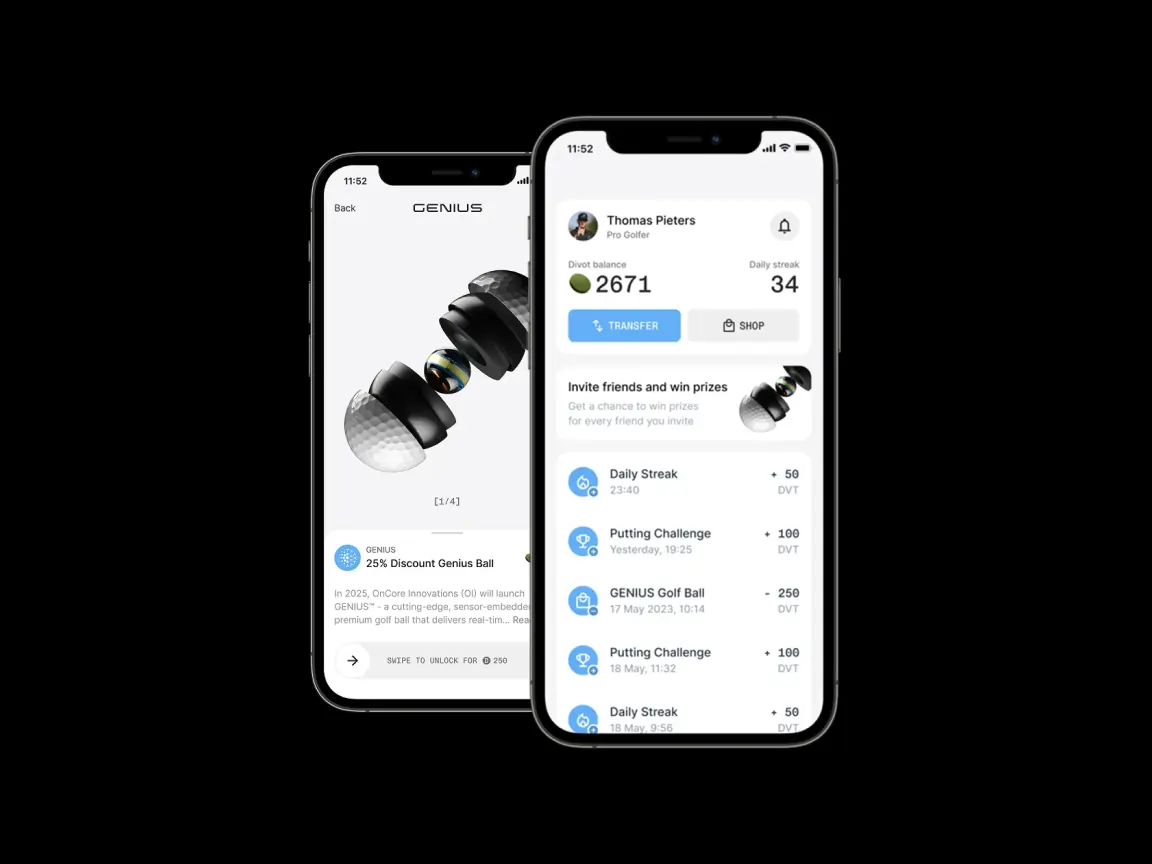 11:52
Back
GENIUS
[1/4]
GENIUS
25% Discount Genius Ball
In 2025, OnCore Innovations (OI) will launch
GENIUS™ - a cutting-edge, sensor-embedde
premium golf ball that delivers real-tim... Rea
SWIPE TO UNLOCK FOR 250
11:52
Thomas Pieters
Pro Golfer
Divot balance
Daily streak
2671
34
TRANSFER
SHOP
Invite friends and win prizes
Get a chance to win prizes
for every friend you invite
Daily Streak
+ 50
23:40
DVT
Putting Challenge
+ 100
Yesterday, 19:25
DVT
GENIUS Golf Ball
- 250
17 May 2023, 10:14
DVT
Putting Challenge
+ 100
18 May, 11:32
DVT
Daily Streak
+ 50
18 May, 9:56
DVT